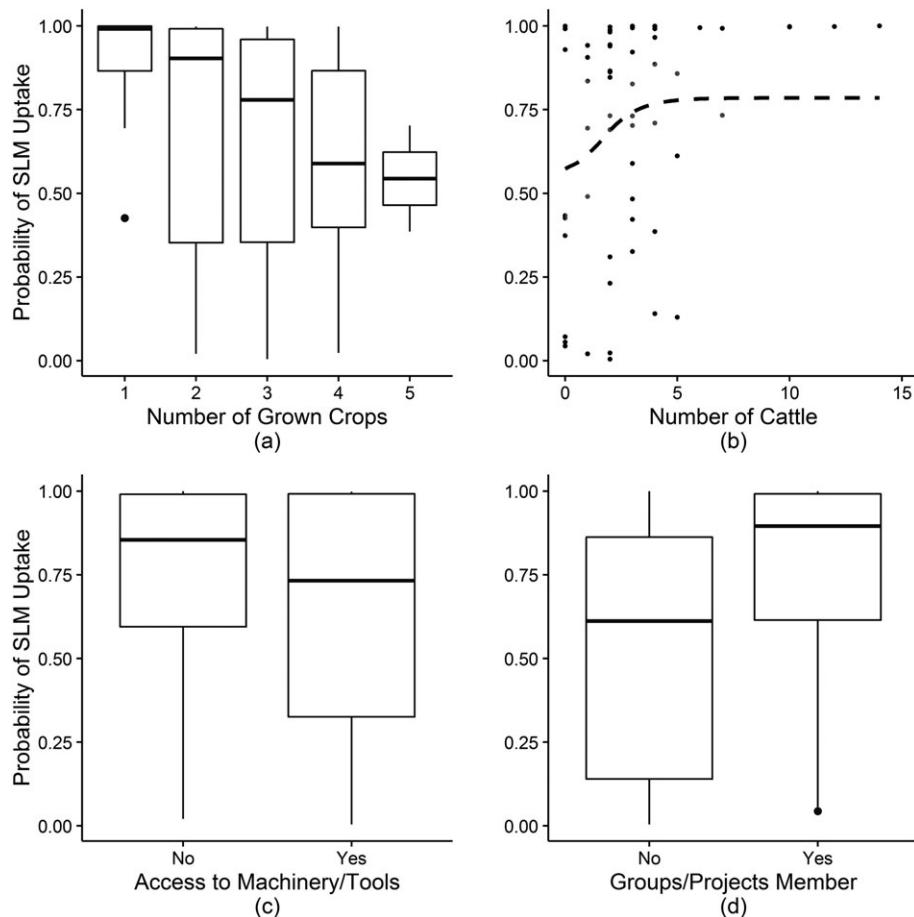 Probability of SLM Uptake
1.00
0.75
0.50
0.25
0.00
1 2 3 4 5
Number of Grown Crops
(a)
1.00
0.75
0.50
0.25
0.00
0 5 10 15
Number of Cattle
(b)
Probability of SLM Uptake
1.00
0.75
0.50
0.25
0.00
No Yes
Access to Machinery/Tools
(c)
1.00
0.75
0.50
0.25
0.00
No Yes
Groups/Projects Member
(d)